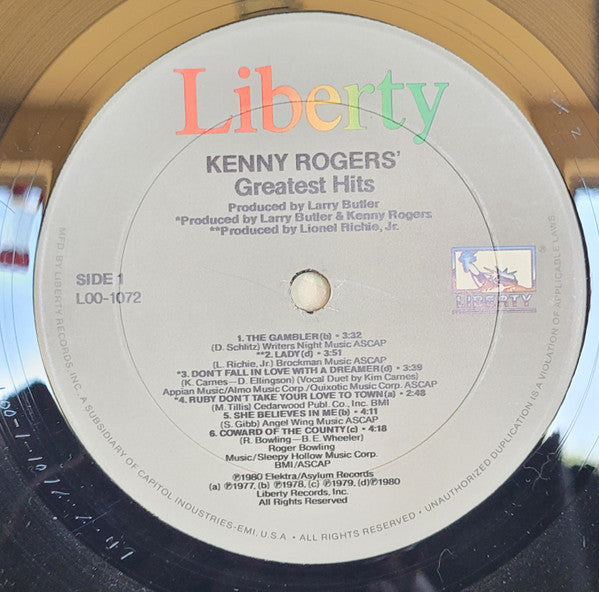 Liberty
KENNY ROGERS'
Greatest Hits
Produced by Larry Butler
*Produced by Larry Butler & Kenny Rogers
**Produced by Lionel Richie, Jr.
SIDE 1
LOO-1072
LIBERTY
®
1. THE GAMBLER(b) • 3:32
(D. Schlitz) Writers Night Music ASCAP
**2. LADY(d) • 3:51
(L. Richie, Jr.) Brockman Music ASCAP
*3. DON'T FALL IN LOVE WITH A DREAMER(d) • 3:39
(K. Carnes—D. Ellingson) (Vocal Duet by Kim Carnes)
Appian Music/Almo Music Corp./Quixotic Music Corp. ASCAP
*4. RUBY DON'T TAKE YOUR LOVE TO TOWN(a) • 2:48
(M. Tillis) Cedarwood Publ. Co., Inc. BMI
5. SHE BELIEVES IN ME(b) • 4:11
(S. Gibb) Angel Wing Music ASCAP
6. COWARD OF THE COUNTY(c) • 4:18
(R. Bowling—B.E. Wheeler)
Roger Bowling
Music/Sleepy Hollow Music Corp.
BMI/ASCAP
℗1980 Elektra/Asylum Records
(a) ℗1977, (b) ℗1978, (c) ℗1979, (d)℗1980
Liberty Records, Inc.
All Rights Reserved
MFD. BY LIBERTY RECORDS, INC., A SUBSIDIARY OF CAPITOL INDUSTRIES-EMI, U.S.A. • ALL RIGHTS RESERVED • UNAUTHORIZED DUPLICATION IS A VIOLATION OF APPLICABLE LAWS